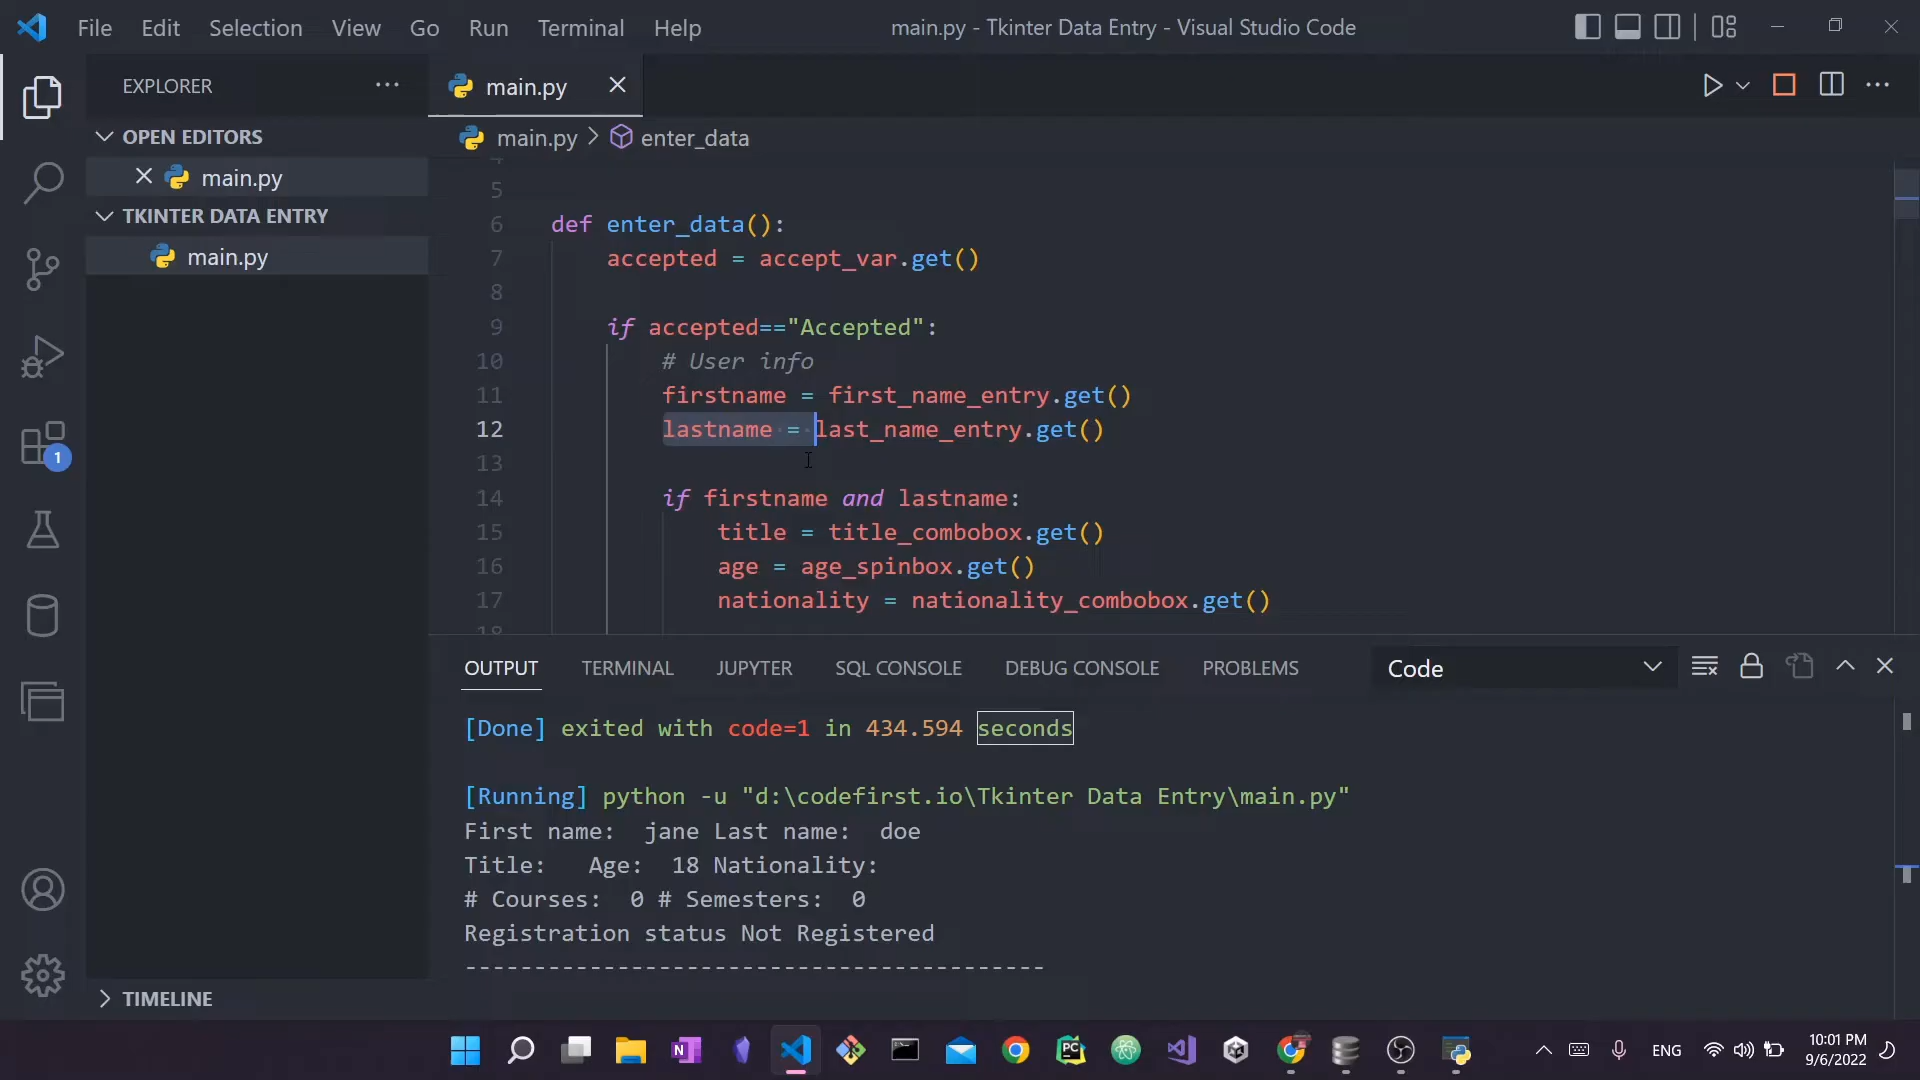 File Edit Selection View Go Run Terminal Help main.py - Tkinter Data Entry - Visual Studio Code
EXPLORER
main.py
OPEN EDITORS
main.py
TKINTER DATA ENTRY
main.py
TIMELINE
1
main.py > enter_data
5
6 def enter_data():
7 accepted = accept_var.get()
8
9 if accepted=="Accepted":
10 # User info
11 firstname = first_name_entry.get()
12 lastname = last_name_entry.get()
13
14 if firstname and lastname:
15 title = title_combobox.get()
16 age = age_spinbox.get()
17 nationality = nationality_combobox.get()
18
OUTPUT TERMINAL JUPYTER SQL CONSOLE DEBUG CONSOLE PROBLEMS Code
[Done] exited with code=1 in 434.594 seconds
[Running] python -u "d:\codefirst.io\Tkinter Data Entry\main.py"
First name:  jane Last name:  doe
Title:   Age:  18 Nationality:
# Courses:  0 # Semesters:  0
Registration status Not Registered
------------------------------------------
N PC ENG 10:01 PM
9/6/2022